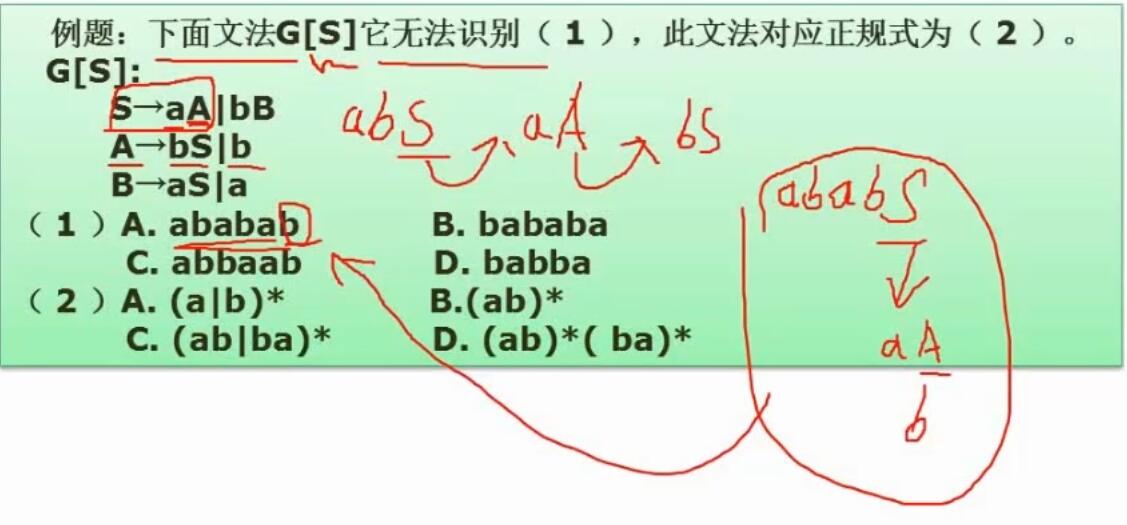 例题：下面文法G[S]它无法识别（ 1 ），此文法对应正规式为（ 2 ）。
G[S]:
S→aA|bB
A→bS|b
B→aS|a
（ 1 ）A. ababab B. bababa
C. abbaab D. babba
（ 2 ）A. (a|b)* B.(ab)*
C. (ab|ba)* D. (ab)*( ba)*
abS aA bS
ababS
aA
b